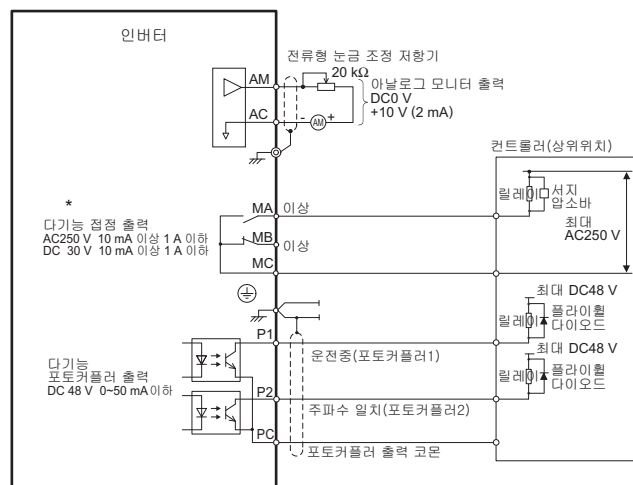 인버터
전류형 눈금 조정 저항기
20 kΩ
AM
아날로그 모니터 출력
DC0 V
+10 V (2 mA)
AC
- AM +
컨트롤러(상위위치)
릴레이
서지
압소바
최대
AC250 V
*
다기능 접점 출력
AC250 V 10 mA 이상 1 A 이하
DC 30 V 10 mA 이상 1 A 이하
MA 이상
MB 이상
MC
최대 DC48 V
릴레이
플라이휠
다이오드
P1
운전중(포토커플러1)
최대 DC48 V
릴레이
플라이휠
다이오드
다기능
포토커플러 출력
DC 48 V 0~50 mA이하
P2
주파수 일치(포토커플러2)
PC
포토커플러 출력 코몬